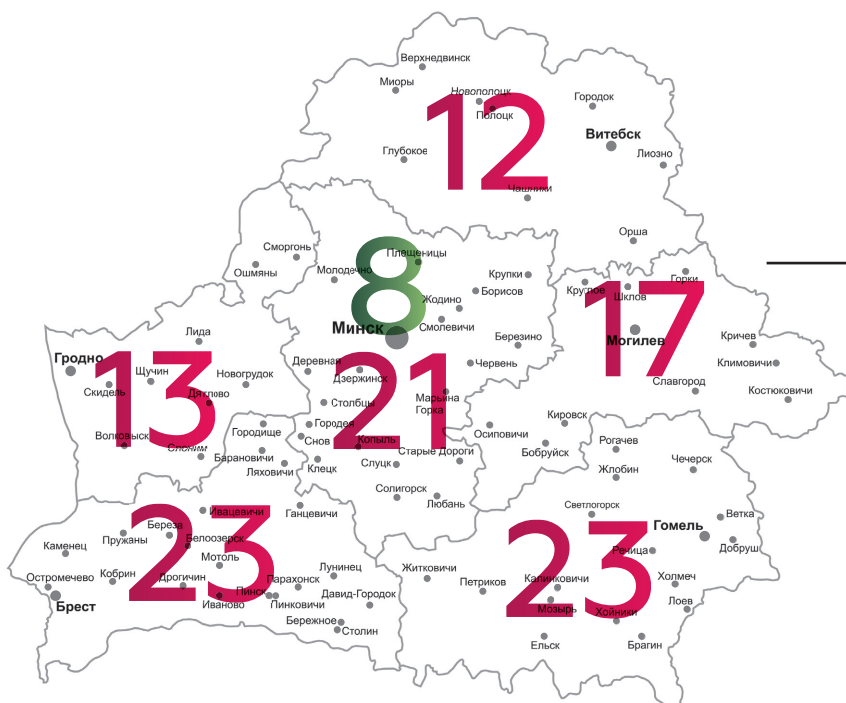 Верхнедвинск
Миоры
Новополоцк
Полоцк
Городок
12
Витебск
Глубокое
Лиозно
Чашники
Орша
Сморгонь
Ошмяны
Плещеницы
Молодечно
8
Крупки
Борисов
Жодино
Смолевичи
Минск
Березино
Червень
Горки
Круглое
Шклов
17
Могилев
Кричев
Климовичи
Славгород
Костюковичи
Лида
Гродно
13
Щучин
Скидель
Новогрудок
Дятлово
Волковыск
Слоним
Деревная
Дзержинск
21
Столбцы
Марьина
Горка
Городея
Снов
Копыль
Старые Дороги
Клецк
Слуцк
Солигорск
Любань
Городище
Барановичи
Ляховичи
Кировск
Осиповичи
Бобруйск
Рогачев
Чечерск
Жлобин
Ивацевичи
Ганцевичи
Береза
Пружаны
Белоозерск
Каменец
23
Мотоль
Остромечево
Кобрин
Дрогичин
Лунинец
Парахонск
Брест
Иваново
Пинск
Пинковичи
Давид-Городок
Бережное
Столин
Светлогорск
Ветка
Гомель
Добруш
23
Речица
Житковичи
Петриков
Калинковичи
Холмеч
Мозырь
Хойники
Лоев
Ельск
Брагин